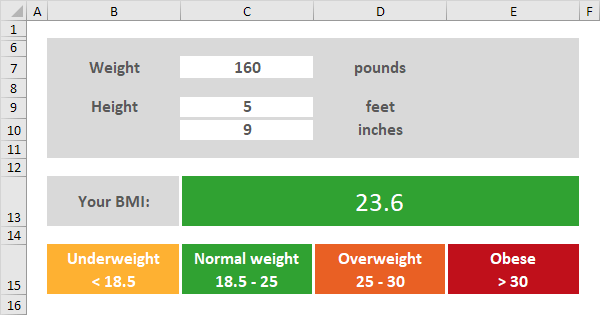 A B C D E F
1
6
7 Weight 160 pounds
8
9 Height 5 feet
10 9 inches
11
12
13 Your BMI: 23.6
14
Underweight Normal weight Overweight Obese
15 < 18.5 18.5 - 25 25 - 30 > 30
16